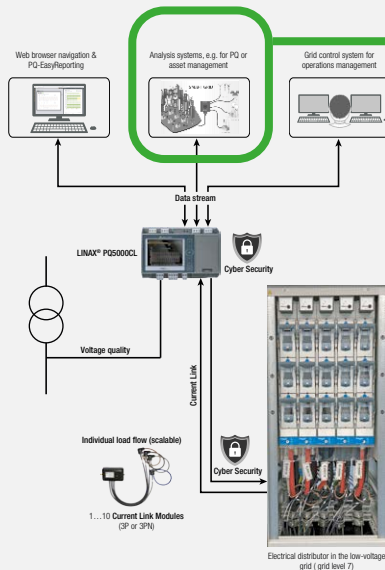 Web browser navigation &
PQ-EasyReporting
Analysis systems, e.g. for PQ or
asset management
Grid control system for
operations management
SMART GRID
Data stream
LINAX® PQ5000CL
Cyber Security
Voltage quality
Current Link
Individual load flow (scalable)
Cyber Security
1…10 Current Link Modules
(3P or 3PN)
Electrical distributor in the low-voltage
grid ( grid level 7)